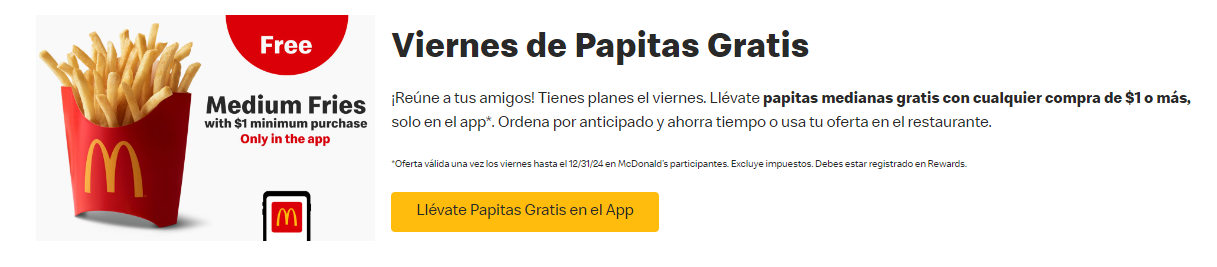 Free
Medium Fries
with $1 minimum purchase
Only in the app
Viernes de Papitas Gratis
¡Reúne a tus amigos! Tienes planes el viernes. Llévate papitas medianas gratis con cualquier compra de $1 o más,
solo en el app*. Ordena por anticipado y ahorra tiempo o usa tu oferta en el restaurante.
*Oferta válida una vez los viernes hasta el 12/31/24 en McDonald's participantes. Excluye impuestos. Debes estar registrado en Rewards.
Llévate Papitas Gratis en el App